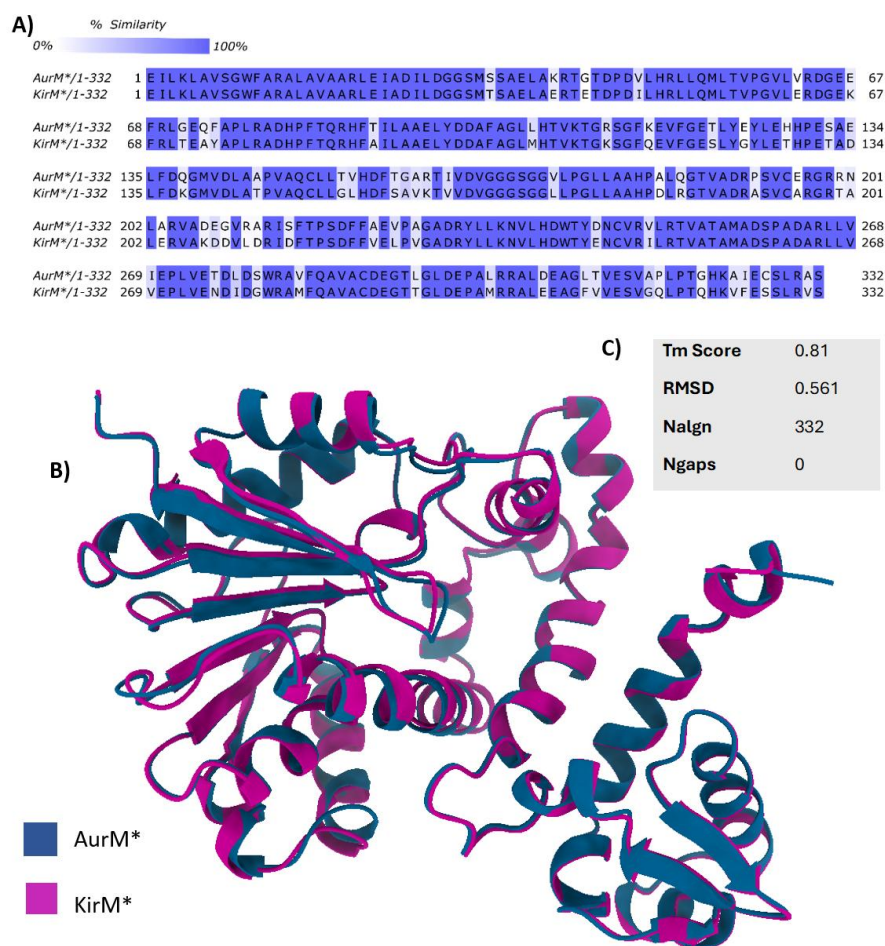 A)
% Similarity
0% 100%
AurM*/1-332 1 EILKLAVSGWFARALAVAARLEIADILDGGSMSSAELAKRTGTDPDVLHRLLQMLTVPGVLVRDGEE 67
KirM*/1-332 1 EILKLAVSGWFARALAVAARLEIADILDGGSMTSAELAERTETDPDILHRLLQMLTVPGVLERDGEK 67
AurM*/1-332 68 FRLGEQFAPLRADHPFTQRHFTILAAELYDDAFAGLLHTVKTGRSGFKEVFGETLYEYLEHHPESAE 134
KirM*/1-332 68 FRLTEAYAPLRADHPFTQRHFAILAAELYDDAFAGLMHTVKTGKSGFQEVFGESLYGYLETHPETAD 134
AurM*/1-332 135 LFDQGMVDLAAPVAQCLLTVHDFTGARTIVDVGGGSGGVLPGLLAAHPALQGTVADRPSVCERGRRN 201
KirM*/1-332 135 LFDKGMVDLATPVAQCLLGLHDFSAVKTVVDVGGGSGGLLPGLLAAHPDLRGTVADRASVCARGRTA 201
AurM*/1-332 202 LARVADEGVRARISFTPSDFFAEVPAGADRYLLKNVLHDWTYDNCVRVLRTVATAMADSPADARLLV 268
KirM*/1-332 202 LERVAKDDVLDRIDFTPSDFFVELPVGADRYLLKNVLHDWTYENCVRILRTVATAMADSPADARLLV 268
AurM*/1-332 269 IEPLVETDLDSWRAVFQAVACDEGTLGLDEPALRRALDEAGLTVESVAPLPTGHKAIECSLRAS 332
KirM*/1-332 269 VEPLVENDIDGWRAMFQAVACDEGTTGLDEPAMRRALEEAGFVVESVGQLPTQHKVFESSLRVS 332
C)
Tm Score 0.81
RMSD 0.561
Nalgn 332
Ngaps 0
B)
AurM*
KirM*